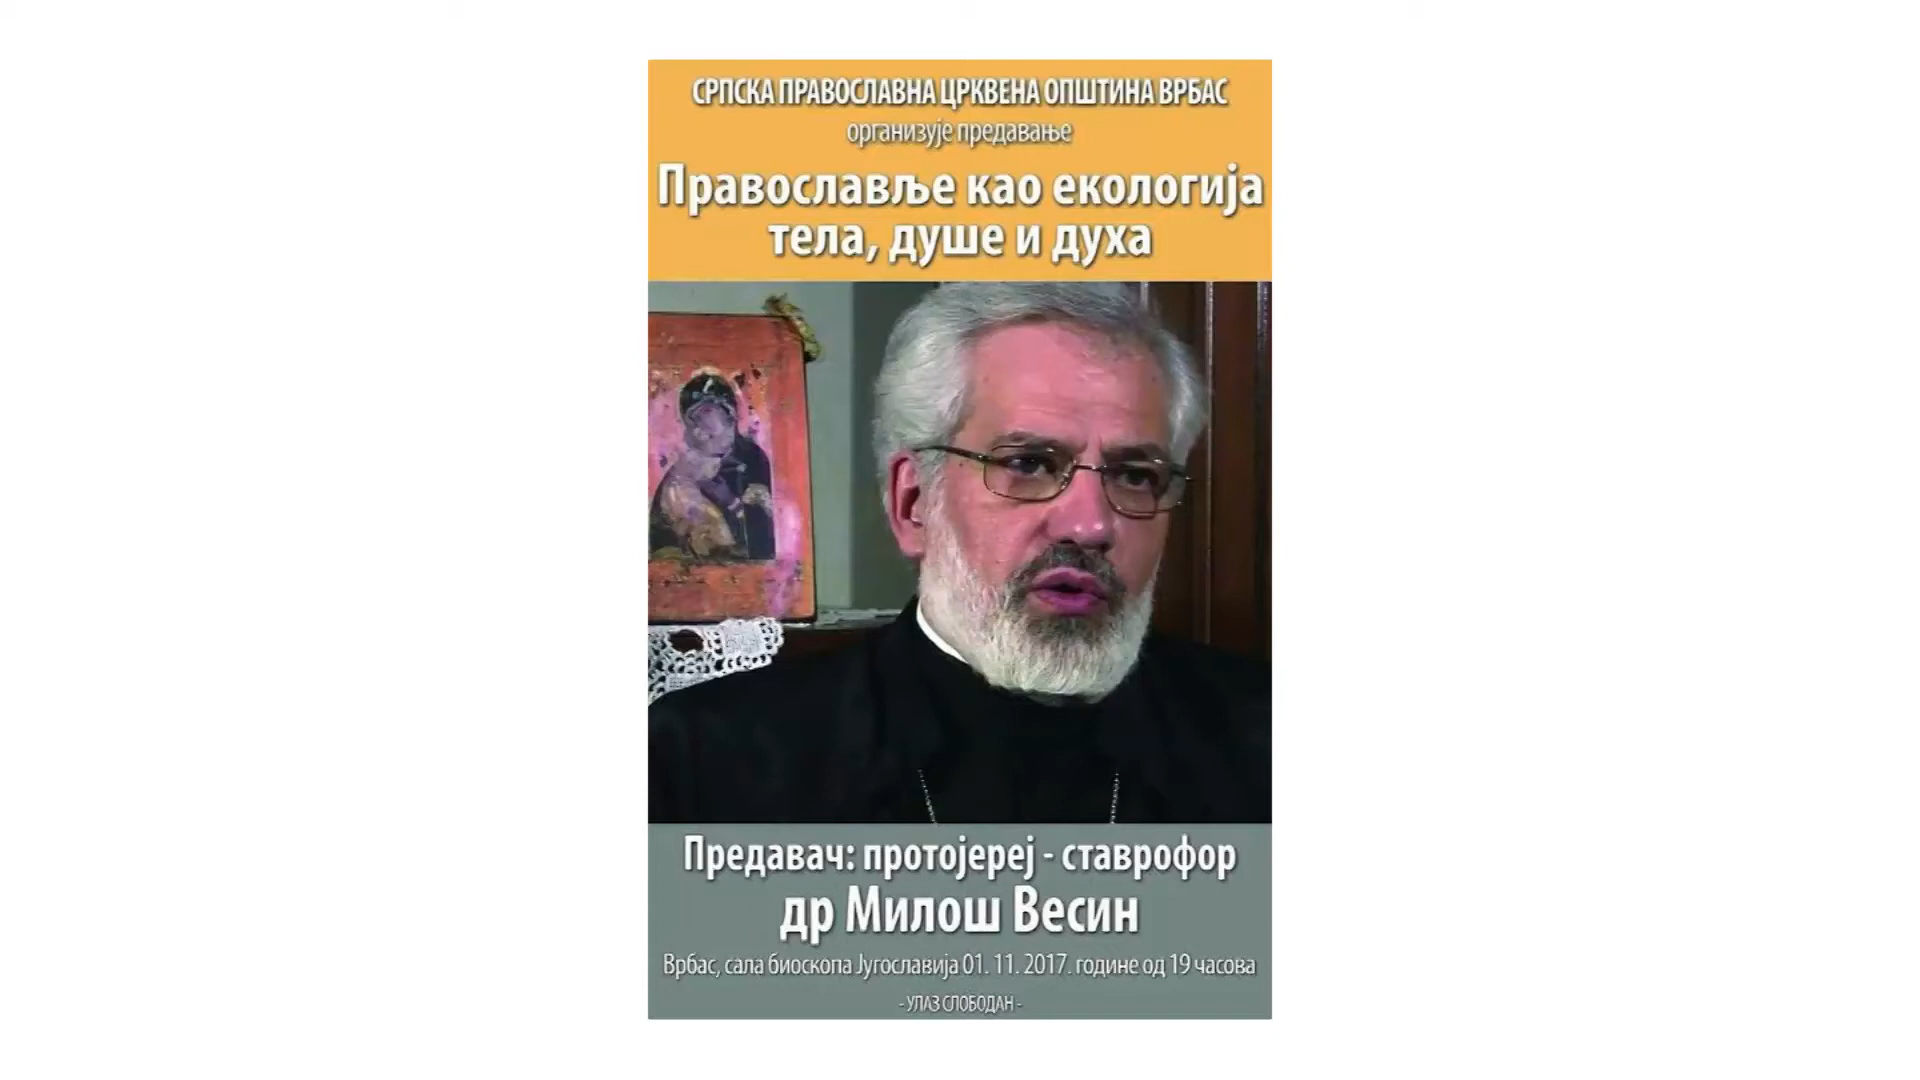 СРПСКА ПРАВОСЛАВНА ЦРКВЕНА ОПШТИНА ВРБАС
организује предавање
Православље као екологија
тела, душе и духа
Предавач: протојереј - ставрофор
др Милош Весин
Врбас, сала биоскопа Југославија 01. 11. 2017. године од 19 часова
- УЛАЗ СЛОБОДАН -